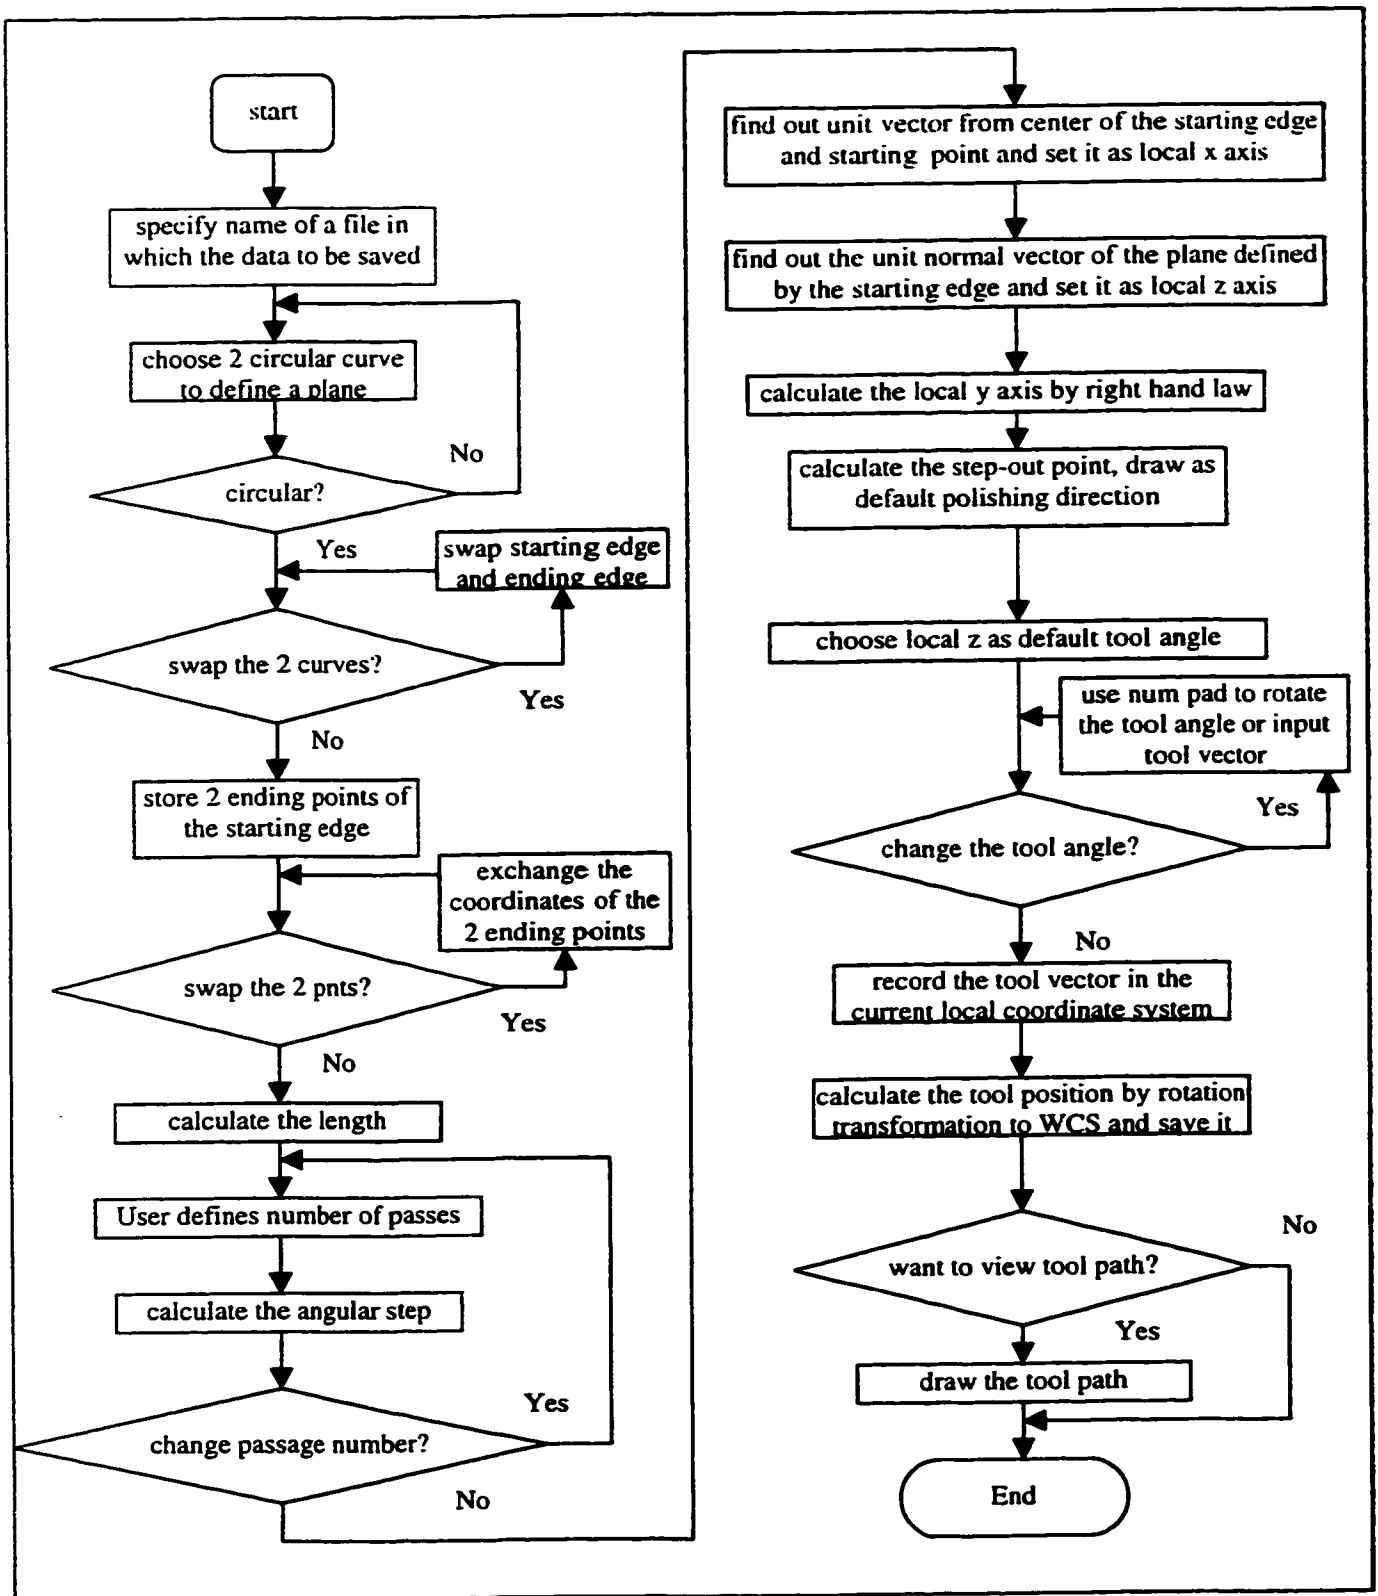 start
specify name of a file in
which the data to be saved
choose 2 circular curve
to define a plane
No
circular?
Yes
swap starting edge
and ending edge
swap the 2 curves?
Yes
No
store 2 ending points of
the starting edge
exchange the
coordinates of the
2 ending points
swap the 2 pnts?
Yes
No
calculate the length
User defines number of passes
calculate the angular step
Yes
change passage number?
No
find out unit vector from center of the starting edge
and starting point and set it as local x axis
find out the unit normal vector of the plane defined
by the starting edge and set it as local z axis
calculate the local y axis by right hand law
calculate the step-out point, draw as
default polishing direction
choose local z as default tool angle
use num pad to rotate
the tool angle or input
tool vector
Yes
change the tool angle?
No
record the tool vector in the
current local coordinate system
calculate the tool position by rotation
transformation to WCS and save it
No
want to view tool path?
Yes
draw the tool path
End